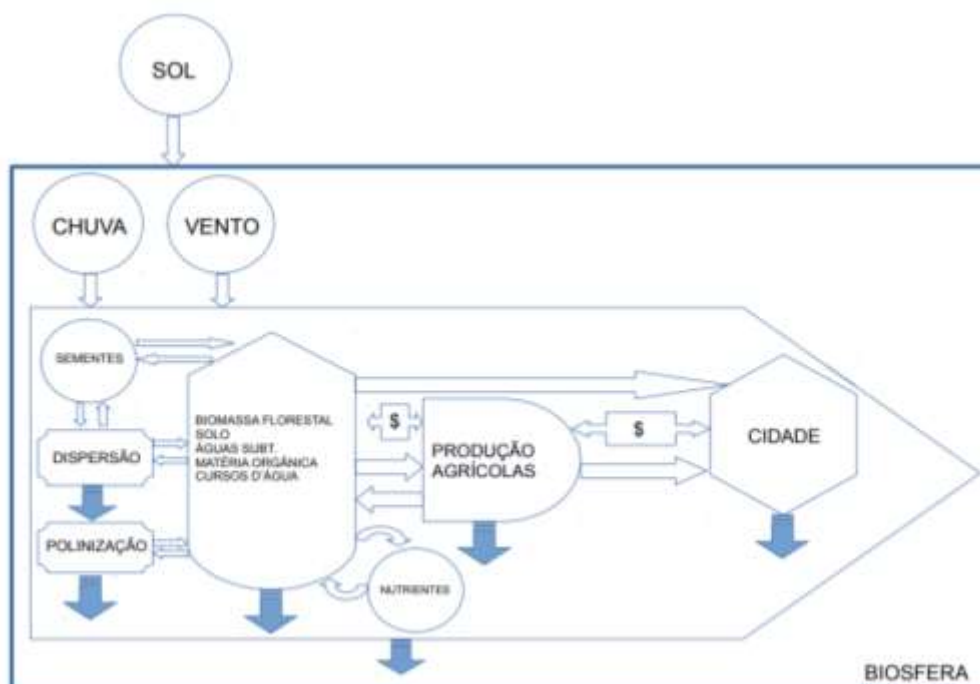 SOL
CHUVA
VENTO
SEMENTES
DISPERSÃO
POLINIZAÇÃO
BIOMASSA FLORESTAL
SOLO
ÁGUAS SUBT.
MATÉRIA ORGÂNICA
CURSOS D'ÁGUA
NUTRIENTES
$
PRODUÇÃO
AGRÍCOLAS
$
CIDADE
BIOSFERA